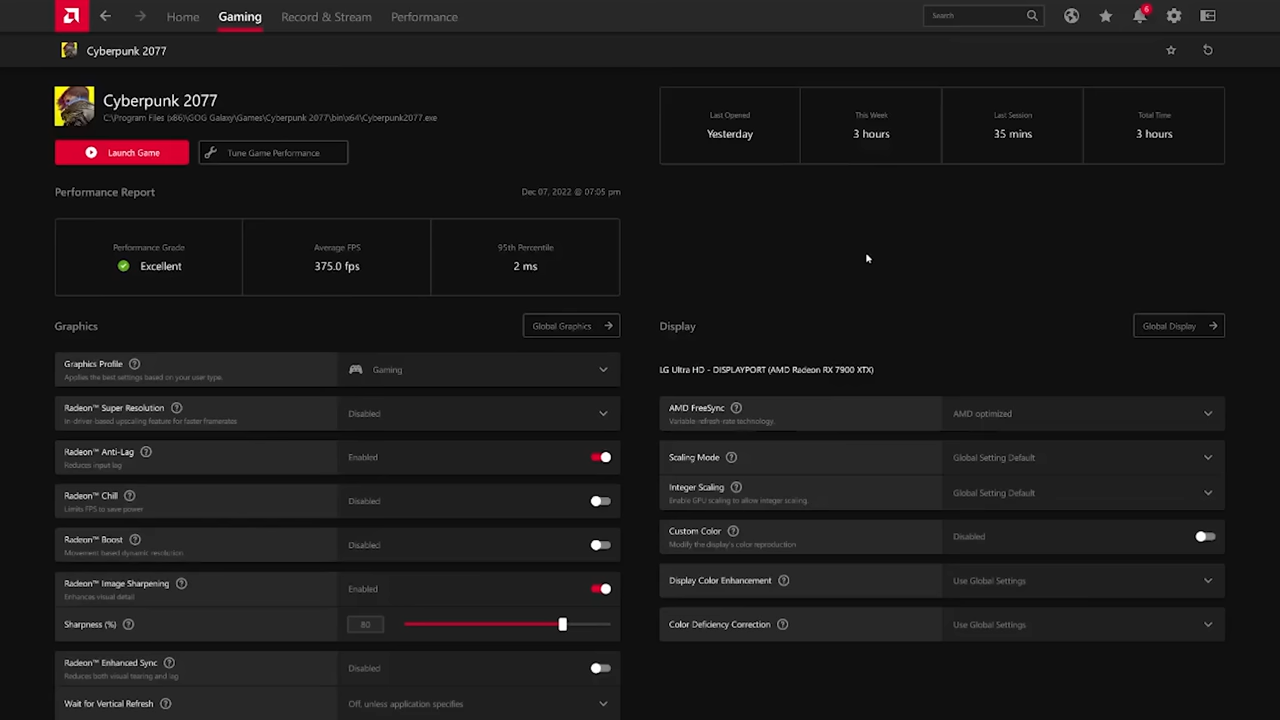 Home
Gaming
Record & Stream
Performance
Search
6
Cyberpunk 2077
Cyberpunk 2077
C:\Program Files (x86)\GOG Galaxy\Games\Cyberpunk 2077\bin\x64\Cyberpunk2077.exe
Launch Game
Tune Game Performance
Last Opened
Yesterday
This Week
3 hours
Last Session
35 mins
Total Time
3 hours
Performance Report
Dec 07, 2022 @ 07:05 pm
Performance Grade
Excellent
Average FPS
375.0 fps
95th Percentile
2 ms
Graphics
Global Graphics
Graphics Profile
Applies the best settings based on your user type.
Gaming
Radeon™ Super Resolution
In-driver-based upscaling feature for faster framerates
Disabled
Radeon™ Anti-Lag
Reduces input lag
Enabled
Radeon™ Chill
Limits FPS to save power
Disabled
Radeon™ Boost
Movement based dynamic resolution
Disabled
Radeon™ Image Sharpening
Enhances visual detail
Enabled
Sharpness (%)
80
Radeon™ Enhanced Sync
Reduces both visual tearing and lag
Disabled
Wait for Vertical Refresh
Off, unless application specifies
Display
Global Display
LG Ultra HD - DISPLAYPORT (AMD Radeon RX 7900 XTX)
AMD FreeSync
Variable refresh-rate technology.
AMD optimized
Scaling Mode
Global Setting Default
Integer Scaling
Enable GPU scaling to allow integer scaling.
Global Setting Default
Custom Color
Modify the display's color reproduction
Disabled
Display Color Enhancement
Use Global Settings
Color Deficiency Correction
Use Global Settings